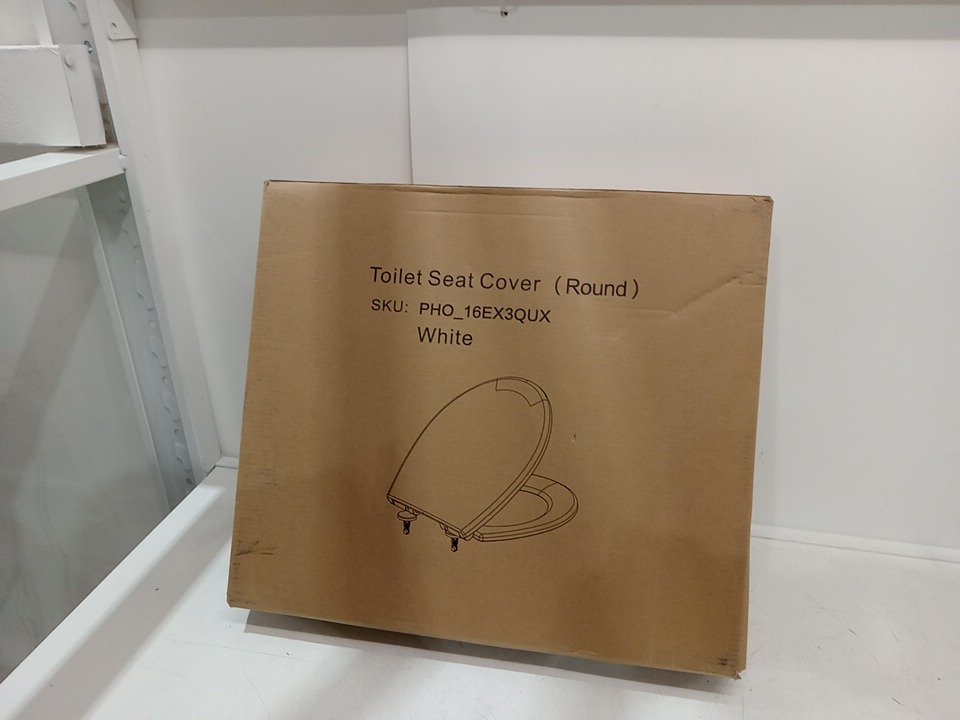 Toilet Seat Cover (Round)
SKU: PHO_16EX3QUX
White